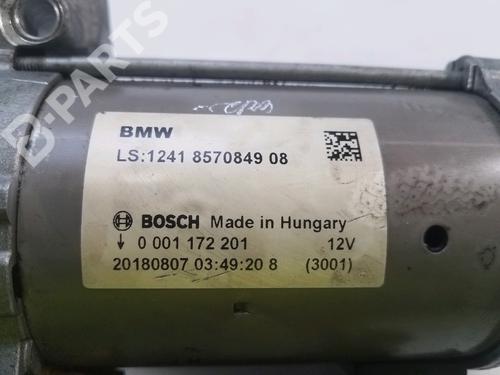 B-PARTS
BMW
LS:1241 8570849 08
BOSCH Made in Hungary
0 001 172 201 12V
20180807 03:49:20 8 (3001)